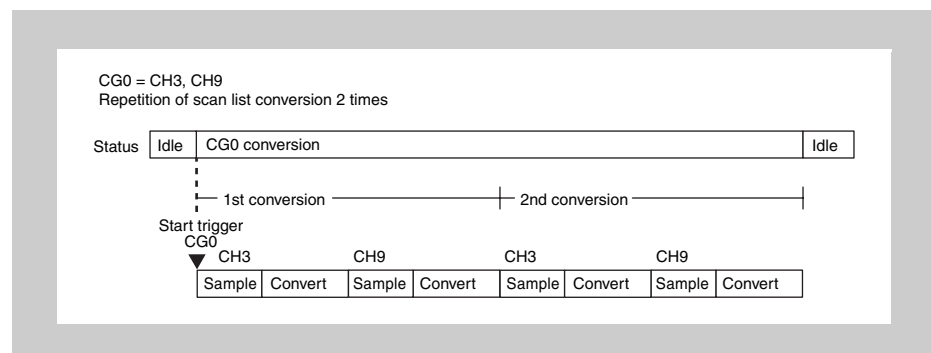 CG0 = CH3, CH9
Repetition of scan list conversion 2 times
Status Idle CG0 conversion Idle
1st conversion 2nd conversion
Start trigger
CG0
CH3 CH9 CH3 CH9
Sample Convert Sample Convert Sample Convert Sample Convert